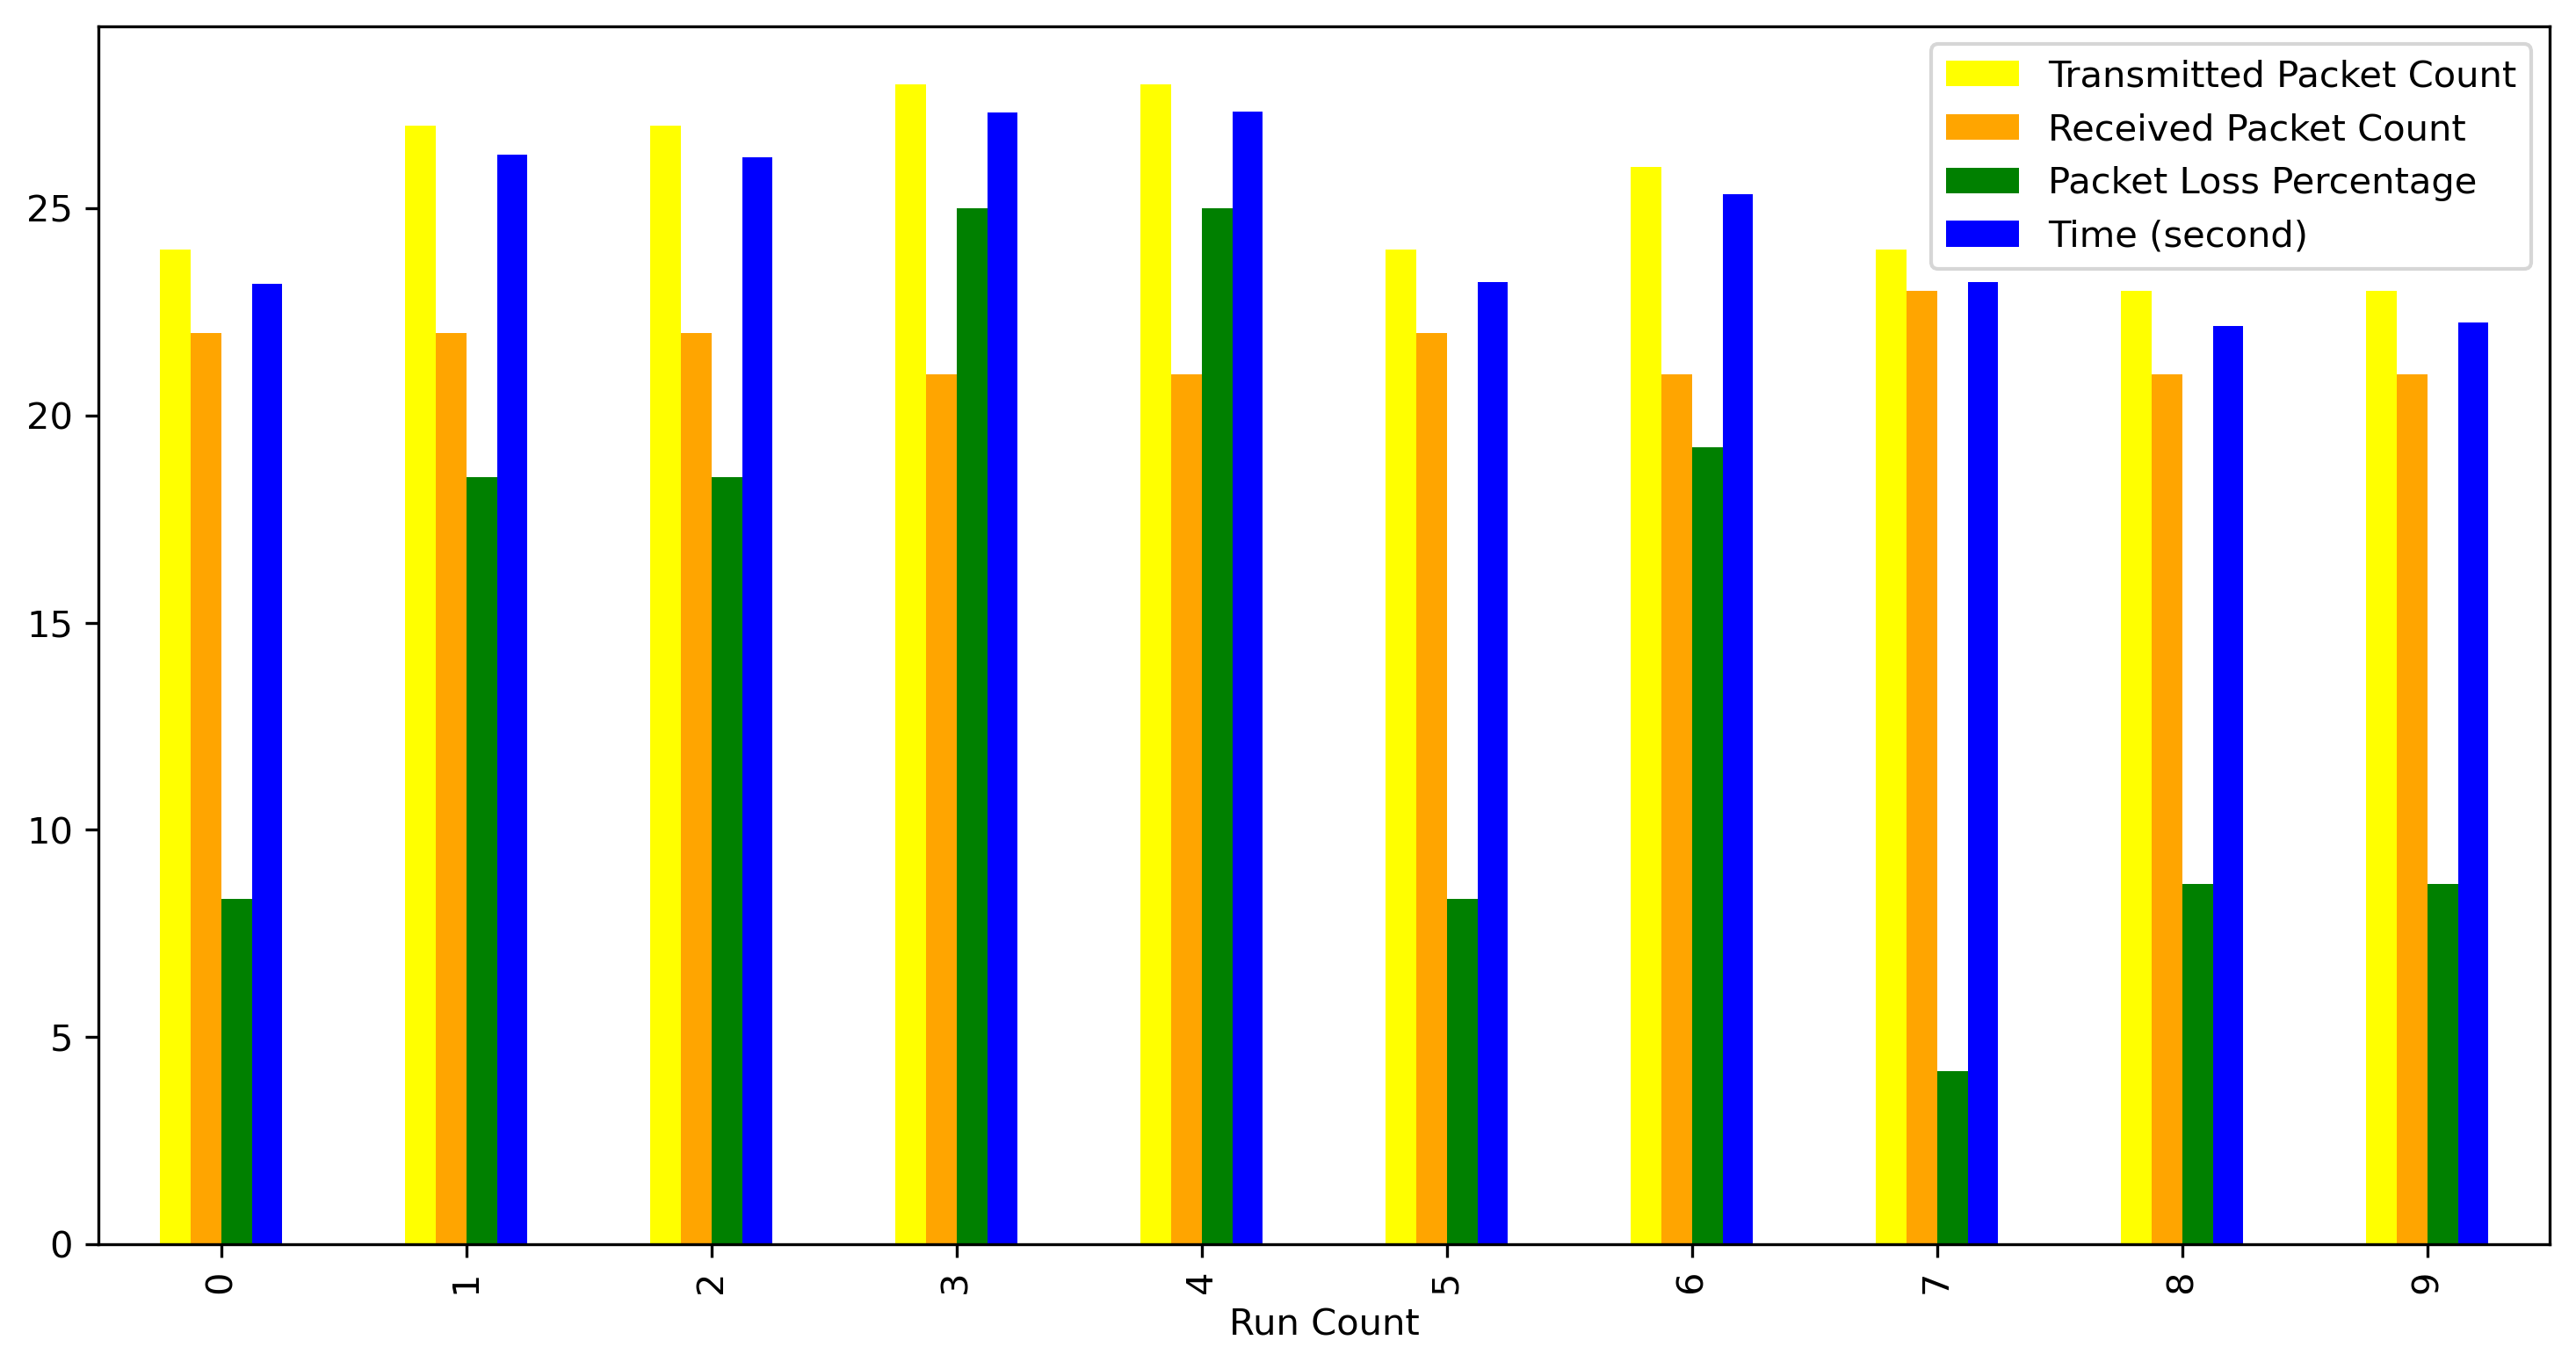 Transmitted Packet Count
Received Packet Count
Packet Loss Percentage
Time (second)
25
20
15
10
5
0
0 1 2 3 4 5 6 7 8 9
Run Count